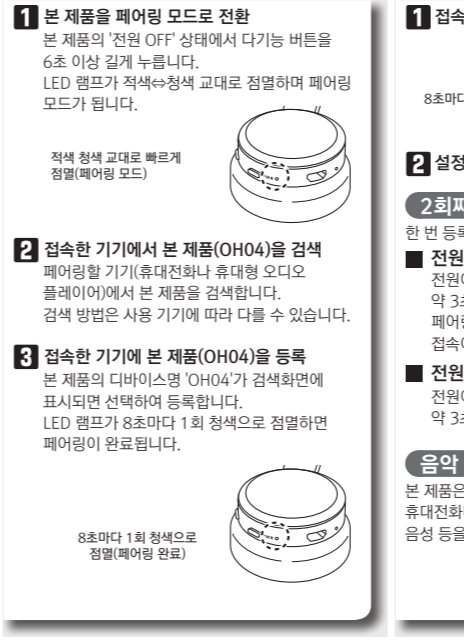 1 본 제품을 페어링 모드로 전환
본 제품의 '전원 OFF' 상태에서 다기능 버튼을
6초 이상 길게 누릅니다.
LED 램프가 적색⇔청색 교대로 점멸하며 페어링
모드가 됩니다.
적색 청색 교대로 빠르게
점멸(페어링 모드)
2 접속한 기기에서 본 제품(OH04)을 검색
페어링할 기기(휴대전화나 휴대형 오디오
플레이어)에서 본 제품을 검색합니다.
검색 방법은 사용 기기에 따라 다를 수 있습니다.
3 접속한 기기에 본 제품(OH04)을 등록
본 제품의 디바이스명 'OH04'가 검색화면에
표시되면 선택하여 등록합니다.
LED 램프가 8초마다 1회 청색으로 점멸하면
페어링이 완료됩니다.
8초마다 1회 청색으로
점멸(페어링 완료)
1 접속
8초마다
2 설정
2회째
한 번 등록
■ 전원
전원이
약 3초
페어링
접속이
■ 전원
전원이
약 3초
음악
본 제품은
휴대전화
음성 등을